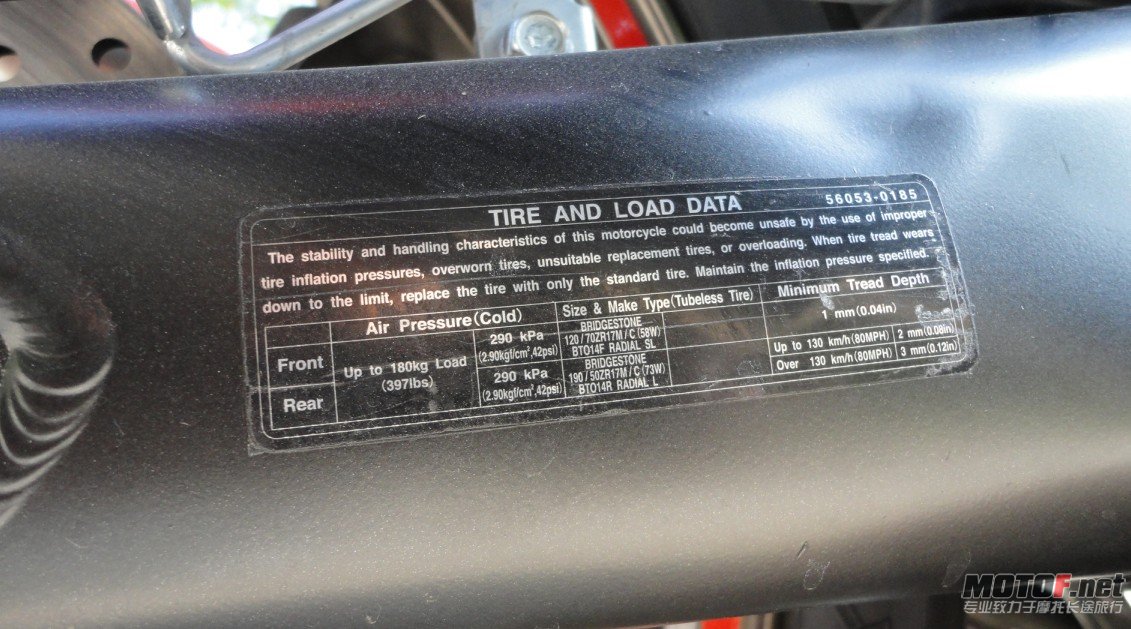 TIRE AND LOAD DATA 56053-0185
The stability and handling characteristics of this motorcycle could become unsafe by the use of improper
tire inflation pressures, overworn tires, unsuitable replacement tires, or overloading. When tire tread wears
down to the limit, replace the tire with only the standard tire. Maintain the inflation pressure specified.
Air Pressure(Cold) Size & Make Type(Tubeless Tire) Minimum Tread Depth
Front
Up to 180kg Load
(397lbs)
290 kPa
(2.90kgf/cm²,42psi)
BRIDGESTONE
120/70ZR17M/C(58W)
BT014F RADIAL SL
1 mm(0.04in)
Rear
290 kPa
(2.90kgf/cm²,42psi)
BRIDGESTONE
190/50ZR17M/C(73W)
BT014R RADIAL L
Up to 130 km/h(80MPH) 2 mm(0.08in)
Over 130 km/h(80MPH) 3 mm(0.12in)
MOTOF.net
专业致力于摩托长途旅行